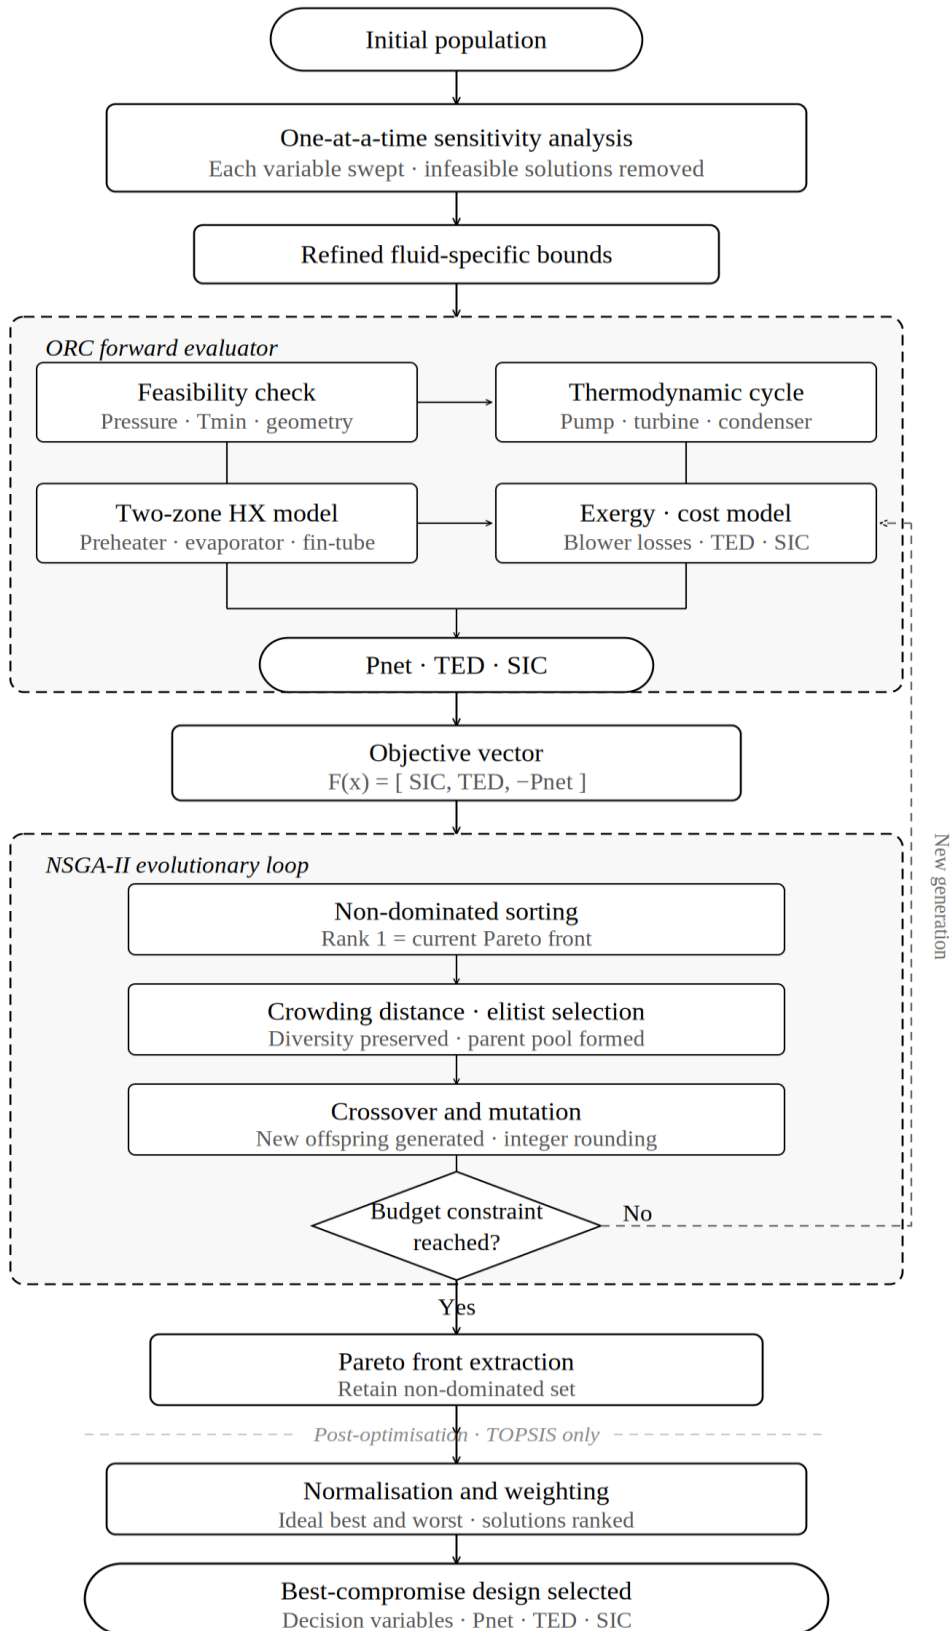 Initial population
One-at-a-time sensitivity analysis
Each variable swept · infeasible solutions removed
Refined fluid-specific bounds
ORC forward evaluator
Feasibility check
Pressure · Tmin · geometry
Thermodynamic cycle
Pump · turbine · condenser
Two-zone HX model
Preheater · evaporator · fin-tube
Exergy · cost model
Blower losses · TED · SIC
Pnet · TED · SIC
Objective vector
F(x) = [ SIC, TED, −Pnet ]
New generation
NSGA-II evolutionary loop
Non-dominated sorting
Rank 1 = current Pareto front
Crowding distance · elitist selection
Diversity preserved · parent pool formed
Crossover and mutation
New offspring generated · integer rounding
Budget constraint
reached?
No
Yes
Pareto front extraction
Retain non-dominated set
Post-optimisation · TOPSIS only
Normalisation and weighting
Ideal best and worst · solutions ranked
Best-compromise design selected
Decision variables · Pnet · TED · SIC